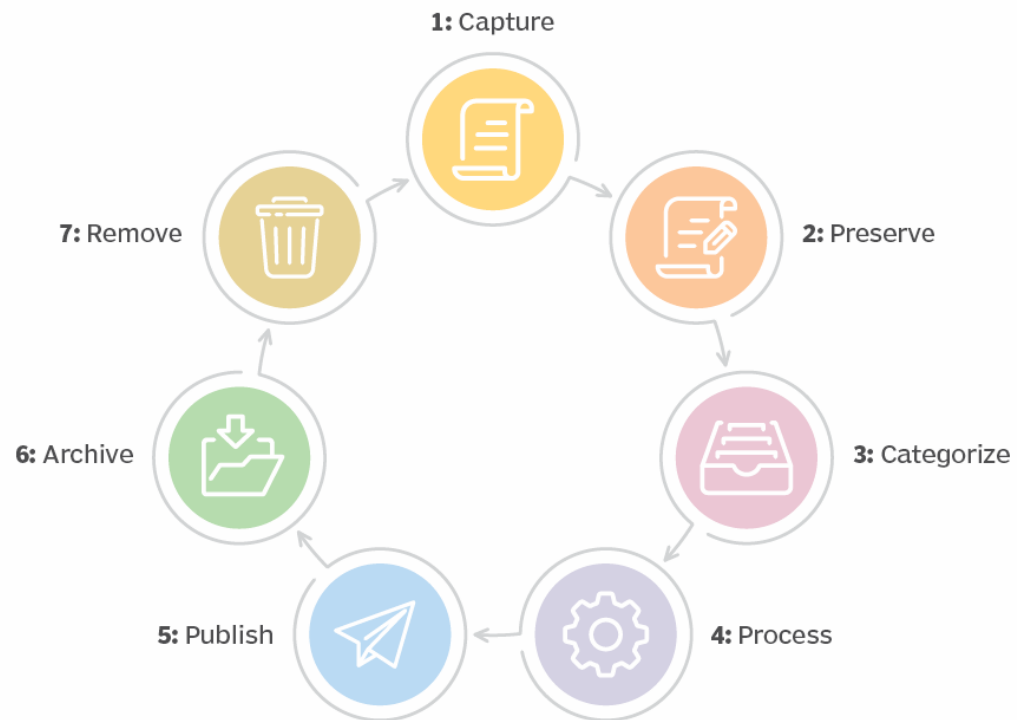 1: Capture
2: Preserve
3: Categorize
4: Process
5: Publish
6: Archive
7: Remove